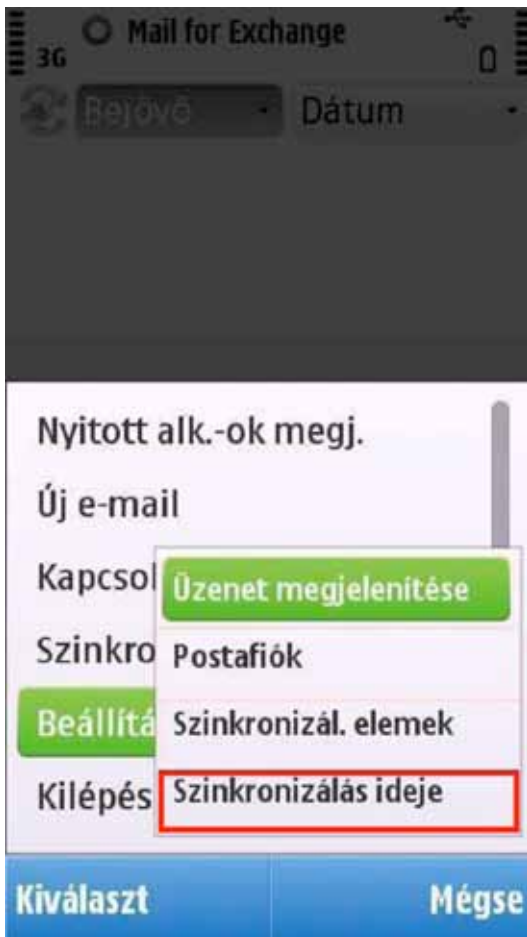 3G
Mail for Exchange
Bejövő
Dátum
Nyitott alk.-ok megj.
Új e-mail
Kapcsol
Szinkro
Beállítá
Kilépés
Üzenet megjelenítése
Postafiók
Szinkronizál. elemek
Szinkronizálás ideje
Kiválaszt
Mégse